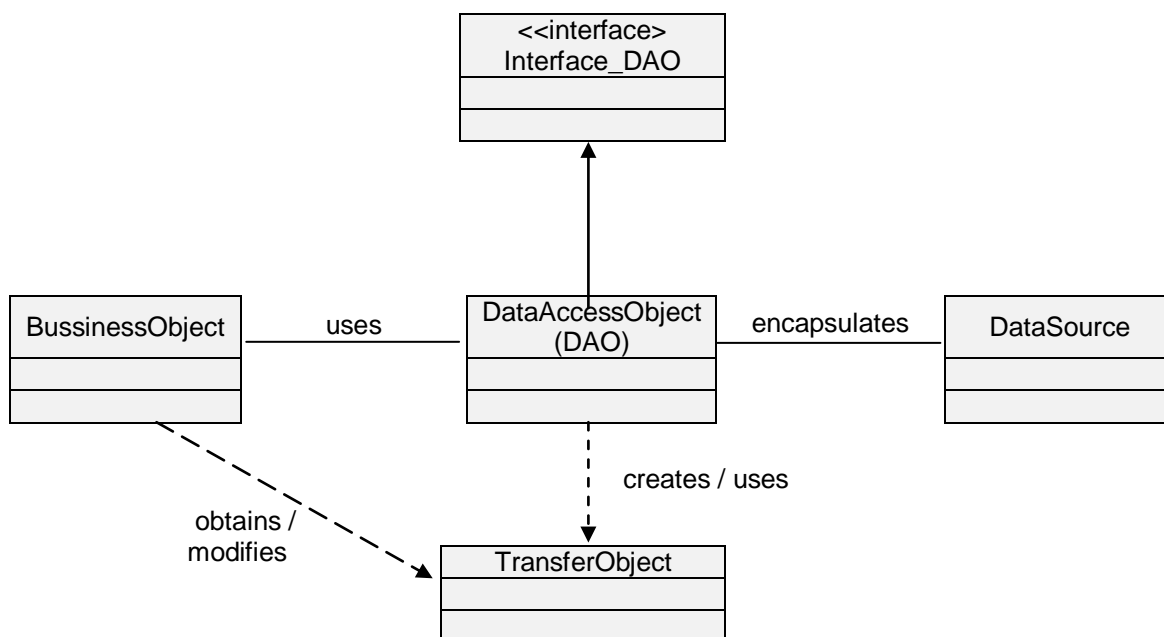 <<interface>
Interface_DAO
BussinessObject
uses
DataAccessObject
(DAO)
encapsulates
DataSource
creates / uses
obtains /
modifies
TransferObject